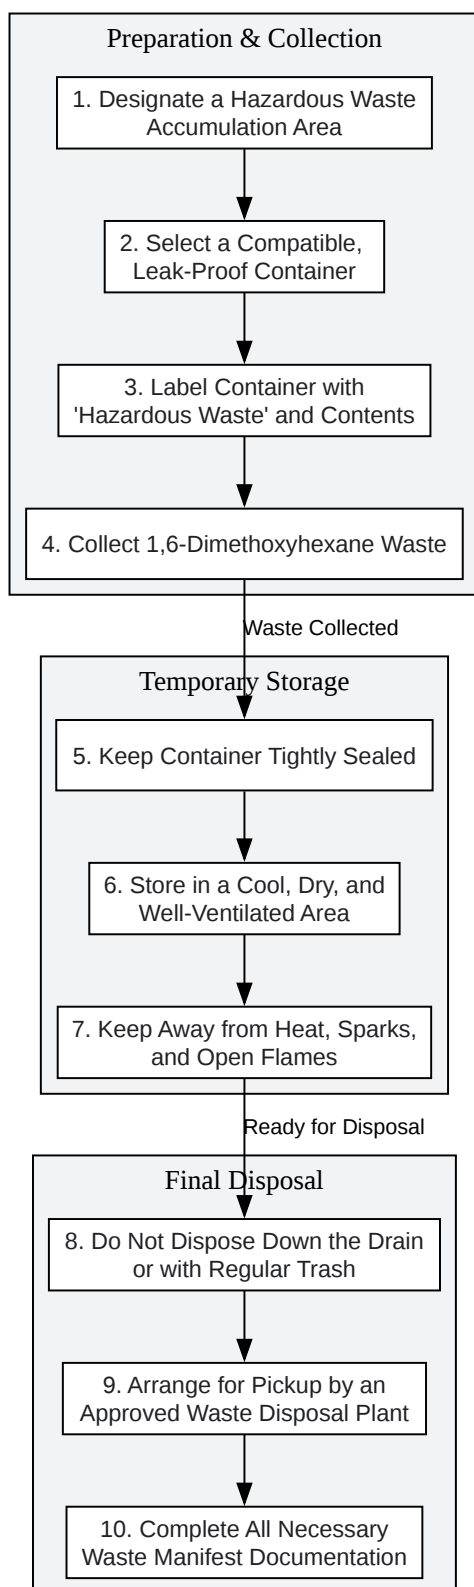 Preparation & Collection
1. Designate a Hazardous Waste
Accumulation Area
2. Select a Compatible,
Leak-Proof Container
3. Label Container with
'Hazardous Waste' and Contents
4. Collect 1,6-Dimethoxyhexane Waste
Waste Collected
Temporary Storage
5. Keep Container Tightly Sealed
6. Store in a Cool, Dry, and
Well-Ventilated Area
7. Keep Away from Heat, Sparks,
and Open Flames
Ready for Disposal
Final Disposal
8. Do Not Dispose Down the Drain
or with Regular Trash
9. Arrange for Pickup by an
Approved Waste Disposal Plant
10. Complete All Necessary
Waste Manifest Documentation